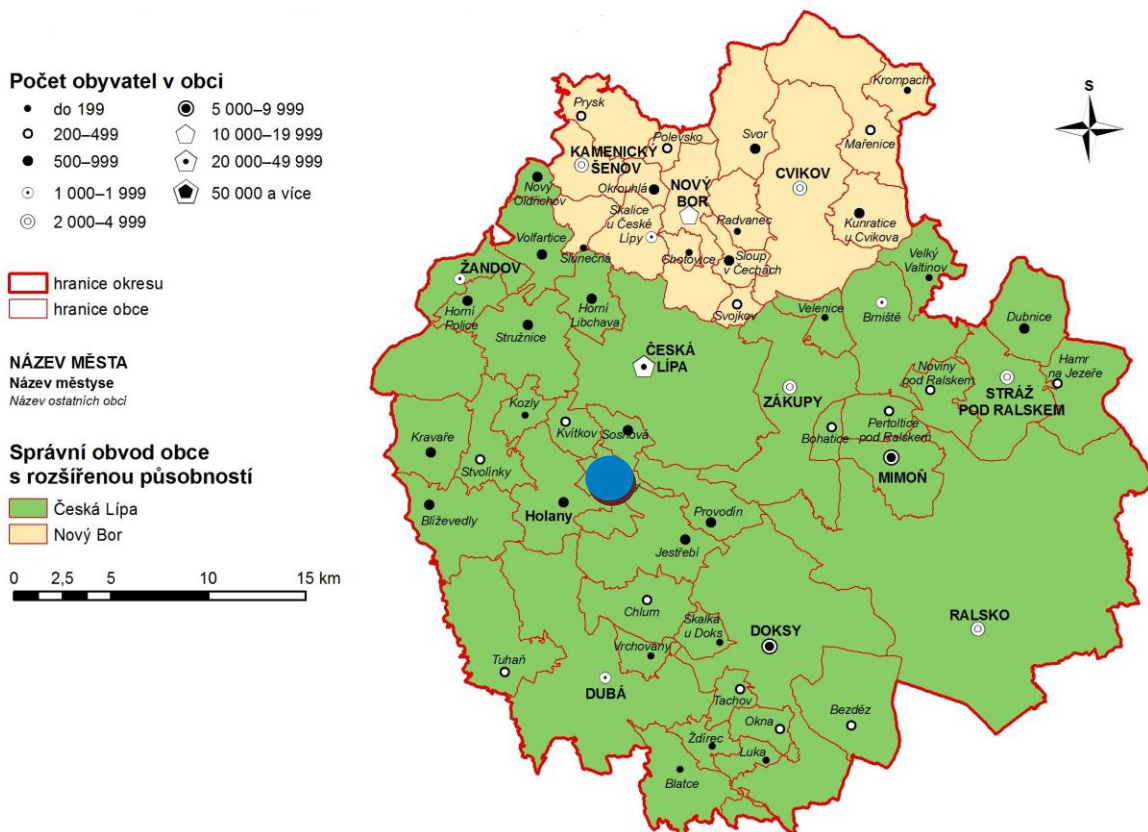 Počet obyvatel v obci
do 199
200–499
500–999
1 000–1 999
2 000–4 999
5 000–9 999
10 000–19 999
20 000–49 999
50 000 a více
hranice okresu
hranice obce
NÁZEV MĚSTA
Název městyse
Název ostatních obcí
Správní obvod obce
s rozšířenou působností
Česká Lípa
Nový Bor
0 2,5 5 10 15 km
S
Krompach
Prysk
Polevsko
Svor
Mařenice
KAMENICKÝ
ŠENOV
CVIKOV
Nový
Oldřichov
Okrouhlá
NOVÝ
BOR
Skalice
u České
Lípy
Radvanec
Kunratice
u Cvikova
Volfartice
Slunečná
Chotovice
Sloup
v Čechách
Velký
Valtinov
ŽANDOV
Horní
Police
Horní
Libchava
Svojkov
Velenice
Brniště
Dubnice
Stružnice
ČESKÁ
LÍPA
Noviny
pod Ralskem
Hamr
na Jezeře
ZÁKUPY
STRÁŽ
POD RALSKEM
Kozly
Kvítkov
Sosnová
Bohatice
Pertoltice
pod Ralskem
Kravaře
Stvolínky
MIMOŇ
Blíževedly
Holany
Provodín
Jestřebí
Chlum
Skalka
u Doks
DOKSY
RALSKO
Vrchovany
Tuhaň
DUBÁ
Tachov
Bezděz
Okna
Ždírec
Luka
Blatce